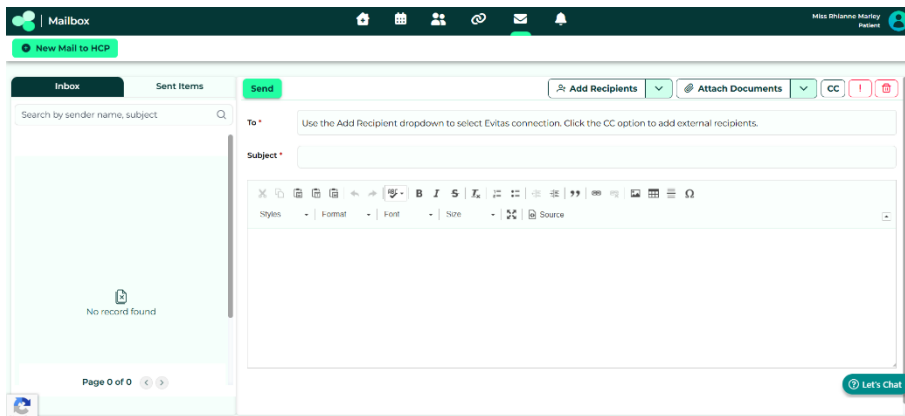 Mailbox
Miss Rhianne Marley
Patient
New Mail to HCP
Inbox Sent Items
Send Add Recipients Attach Documents CC !
Search by sender name, subject
To * Use the Add Recipient dropdown to select Evitas connection. Click the CC option to add external recipients.
Subject *
B I S Ix Ω
Styles Format Font Size Source
No record found
Page 0 of 0
Let's Chat